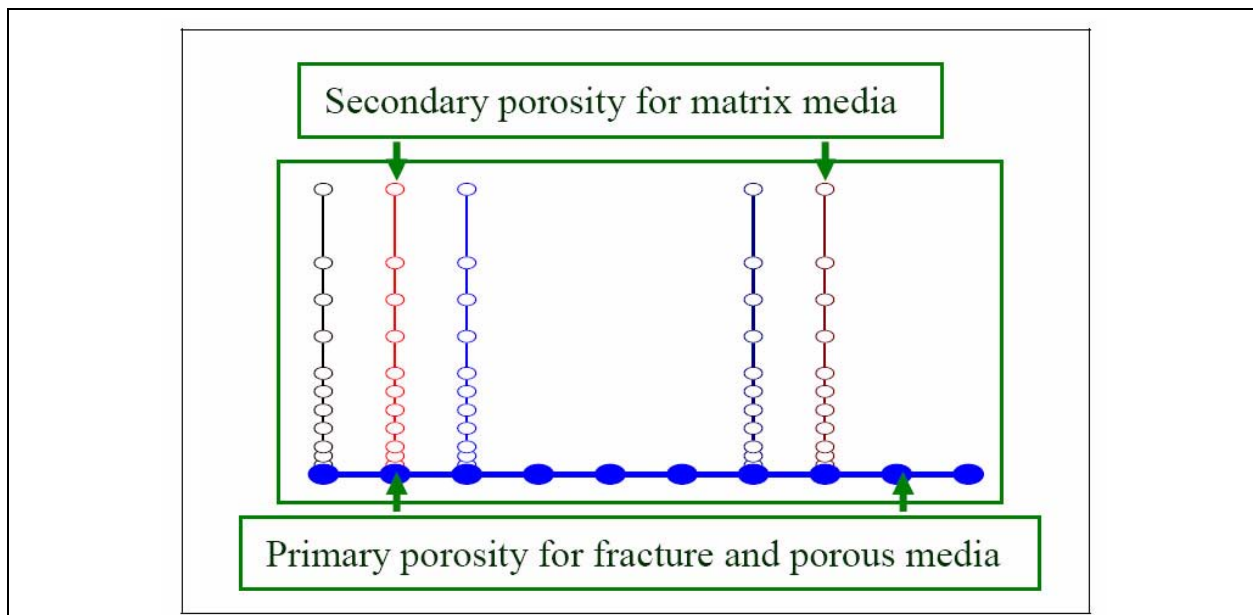 Secondary porosity for matrix media
Primary porosity for fracture and porous media